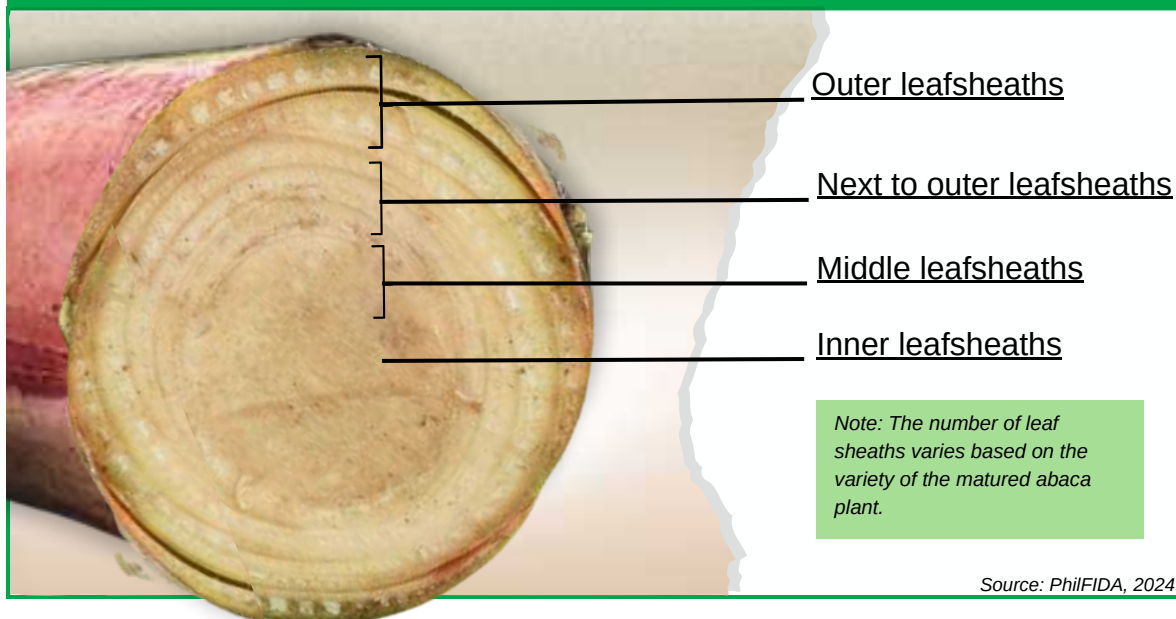 Outer leafsheaths
Next to outer leafsheaths
Middle leafsheaths
Inner leafsheaths
Note: The number of leaf
sheaths varies based on the
variety of the matured abaca
plant.
Source: PhilFIDA, 2024